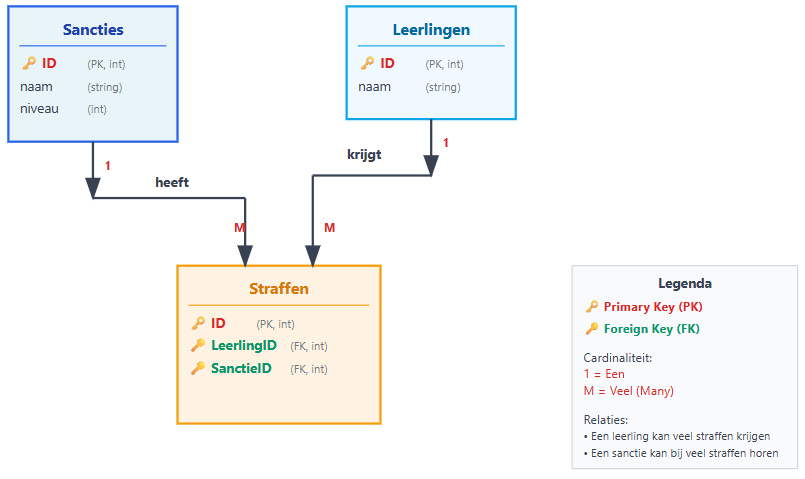 Sancties
ID (PK, int)
naam (string)
niveau (int)
Leerlingen
ID (PK, int)
naam (string)
1
1
heeft
krijgt
M
M
Straffen
ID (PK, int)
LeerlingID (FK, int)
SanctieID (FK, int)
Legenda
Primary Key (PK)
Foreign Key (FK)
Cardinaliteit:
1 = Een
M = Veel (Many)
Relaties:
• Een leerling kan veel straffen krijgen
• Een sanctie kan bij veel straffen horen